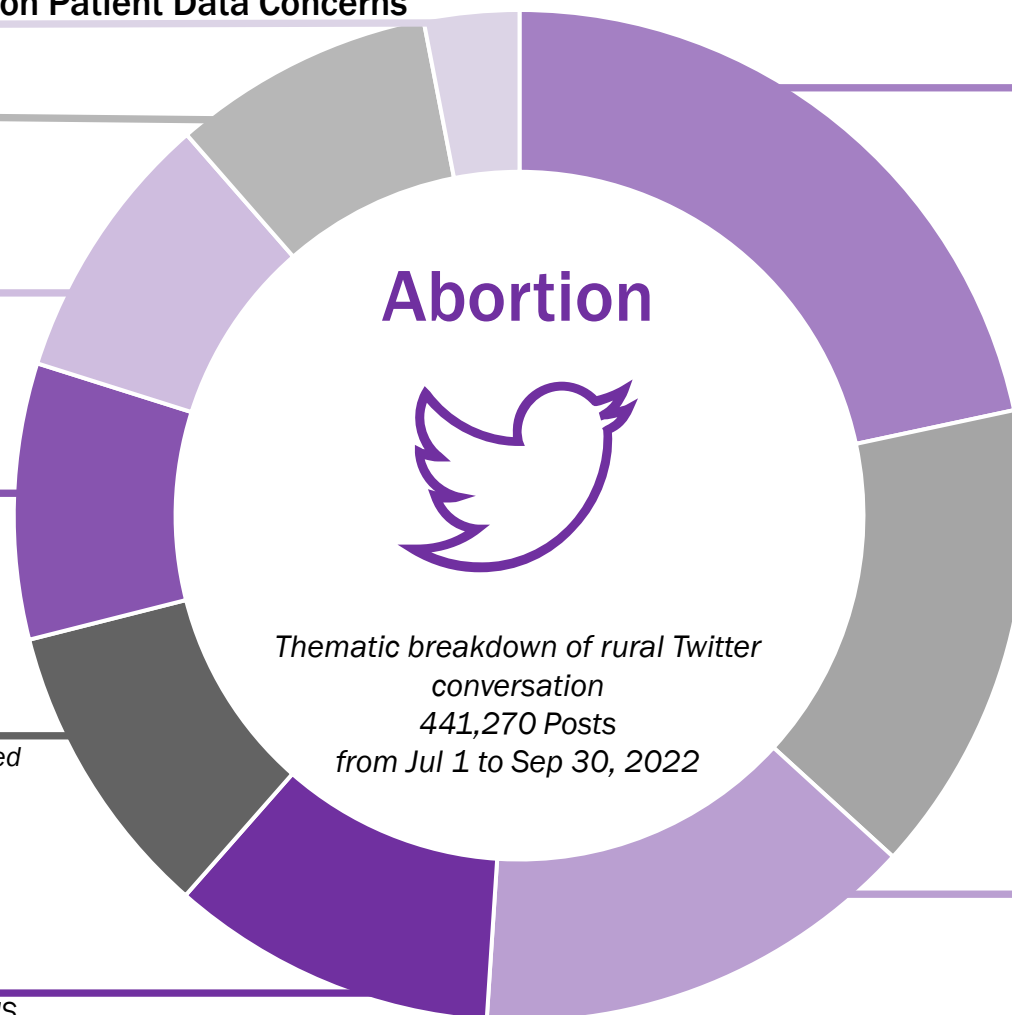 on Patient Data Concerns
Abortion
Thematic breakdown of rural Twitter
conversation
441,270 Posts
from Jul 1 to Sep 30, 2022